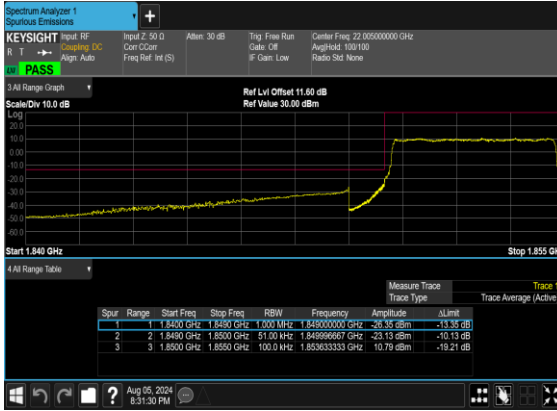 Spectrum Analyzer 1
Spurious Emissions
KEYSIGHT Input: RF Input Z: 50 Ω Atten: 30 dB Trig: Free Run Center Freq: 22.005000000 GHz
R T Coupling: DC Corr CCorr Gate: Off Avg|Hold: 100/100
Align: Auto Freq Ref: Int (S) IF Gain: Low Radio Std: None
PASS
3 All Range Graph
Ref Lvl Offset 11.60 dB
Scale/Div 10.0 dB Ref Value 30.00 dBm
Log
20.0
10.0
0.00
-10.0
-20.0
-30.0
-40.0
-50.0
-60.0
Start 1.840 GHz Stop 1.855 GH
4 All Range Table
Measure Trace Trace 1
Trace Type Trace Average (Active
Spur Range Start Freq Stop Freq RBW Frequency Amplitude ΔLimit
1 1 1.8400 GHz 1.8490 GHz 1.000 MHz 1.849000000 GHz -26.35 dBm -13.35 dB
2 2 1.8490 GHz 1.8500 GHz 51.00 kHz 1.849996667 GHz -23.13 dBm -10.13 dB
3 3 1.8500 GHz 1.8550 GHz 100.0 kHz 1.853633333 GHz 10.79 dBm -19.21 dB
Aug 05, 2024
8:31:30 PM